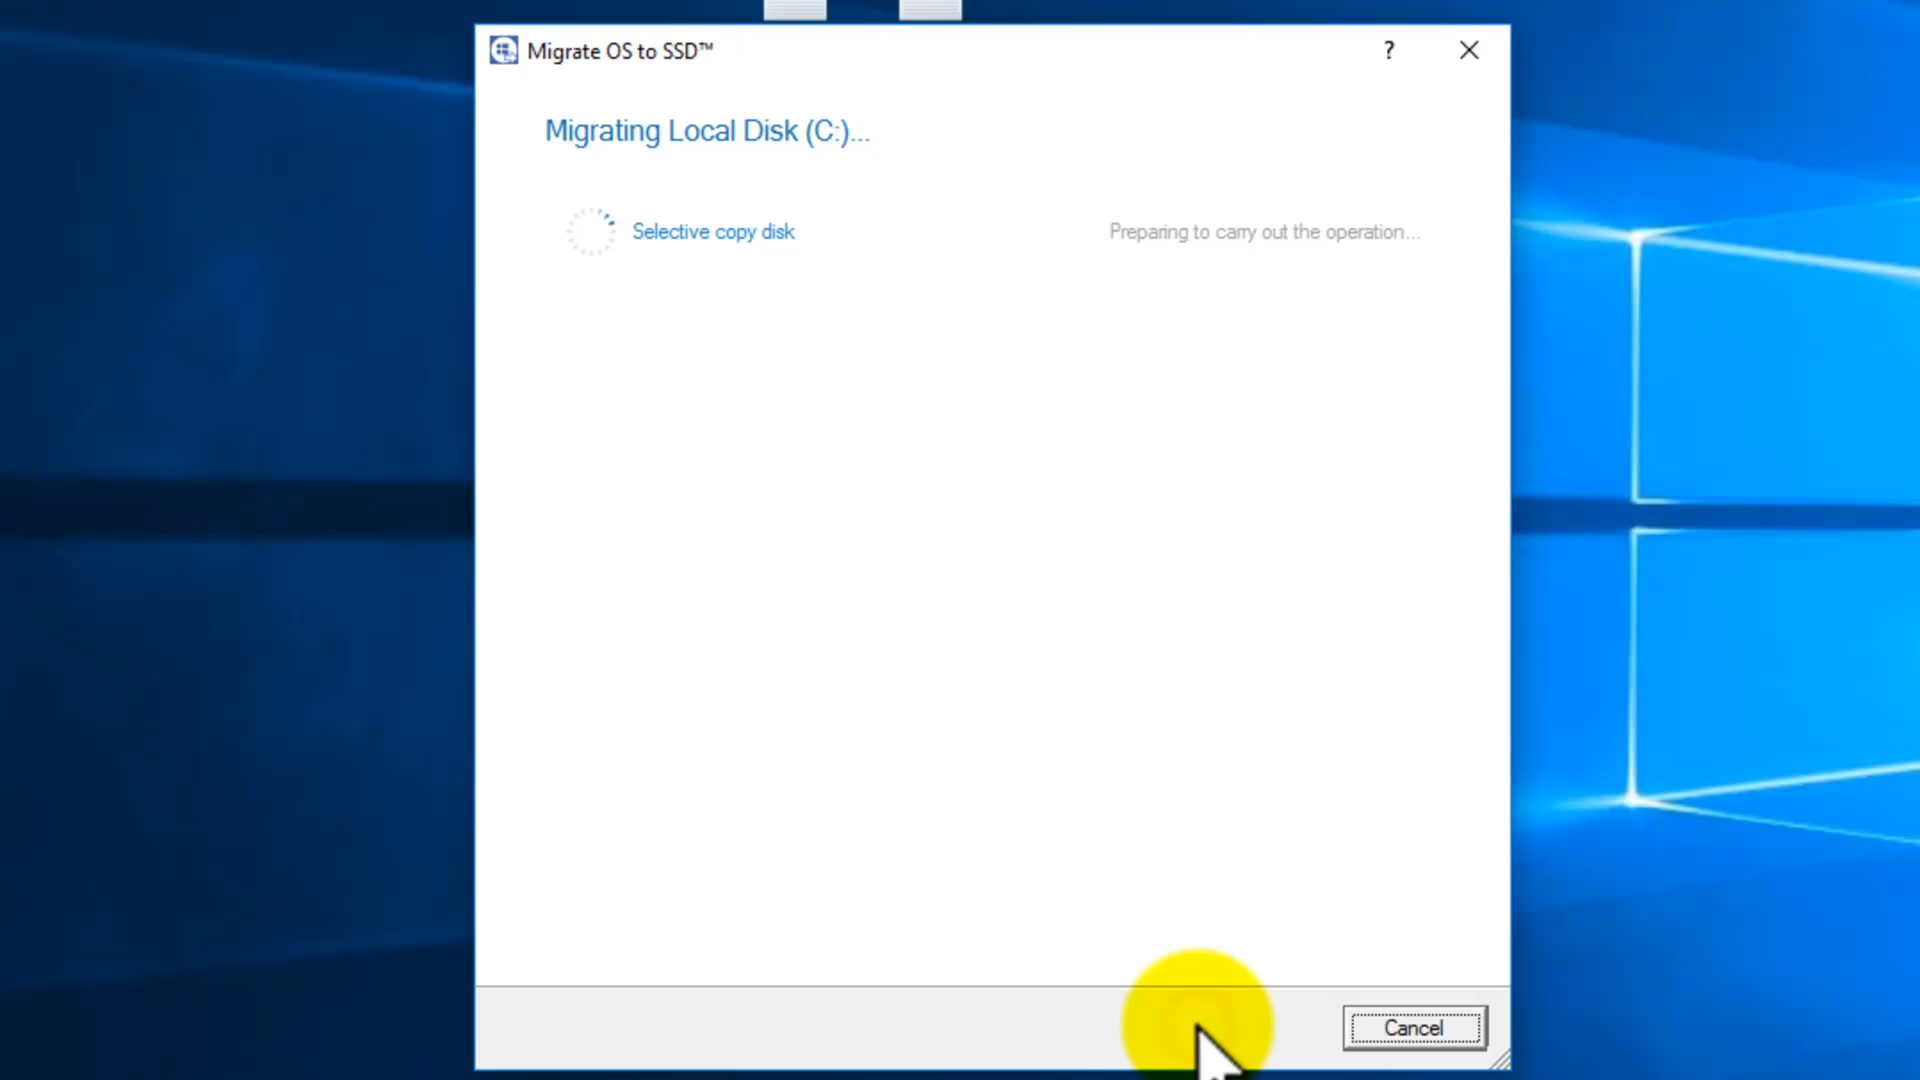 Migrate OS to SSD™
?
Migrating Local Disk (C:)...
Selective copy disk
Preparing to carry out the operation...
Cancel